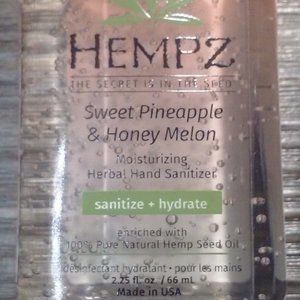 HEMPZ
THE SECRET IS IN THE SEED
Sweet Pineapple
& Honey Melon
Moisturizing
Herbal Hand Sanitizer
sanitize + hydrate
enriched with
100% Pure Natural Hemp Seed Oil
désinfectant hydratant • pour les mains
2.25 fl. oz. / 66 mL
Made in USA